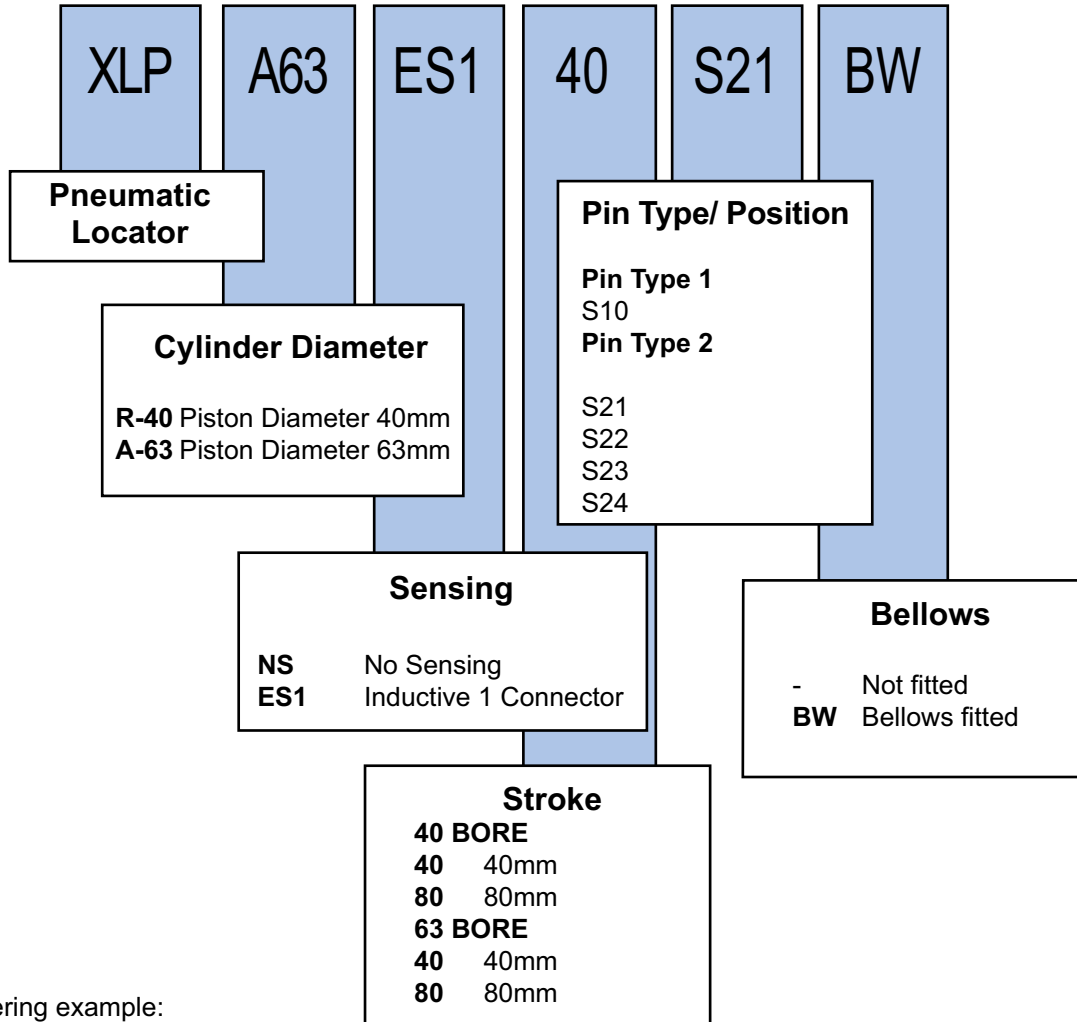 XLP A63 ES1 40 S21 BW
Pneumatic
Locator
Cylinder Diameter
R-40 Piston Diameter 40mm
A-63 Piston Diameter 63mm
Pin Type/ Position
Pin Type 1
S10
Pin Type 2
S21
S22
S23
S24
Sensing
NS No Sensing
ES1 Inductive 1 Connector
Bellows
- Not fitted
BW Bellows fitted
Stroke
40 BORE
40 40mm
80 80mm
63 BORE
40 40mm
80 80mm
ering example: